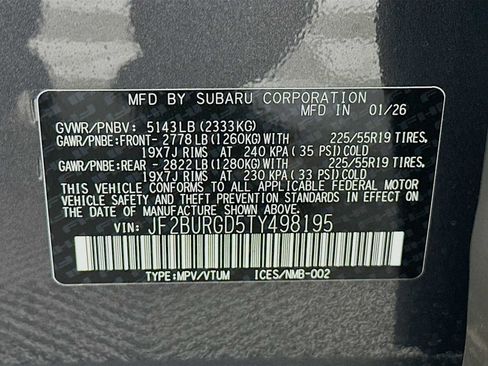 MFD BY SUBARU CORPORATION
MFD IN 01/26
GVWR/PNBV: 5143LB(2333KG)
GAWR/PNBE:FRONT- 2778 LB(1260KG)WITH 225/55R19 TIRES
19X7J RIMS AT 240 KPA(35 PSI)COLD
GAWR/PNBE:REAR - 2822 LB(1280KG)WITH 225/55R19 TIRES
19X7J RIMS AT 230 KPA(33 PSI)COLD
THIS VEHICLE CONFORMS TO ALL APPLICABLE FEDERAL MOTOR
VEHICLE SAFETY, BUMPER, AND THEFT PREVENTION
STANDARDS IN EFFECT ON THE DATE OF MANUFACTURE SHOWN ABOVE.
VIN: JF2BURGD5TY498195
TYPE:MPV/VTUM ICES/NMB-002